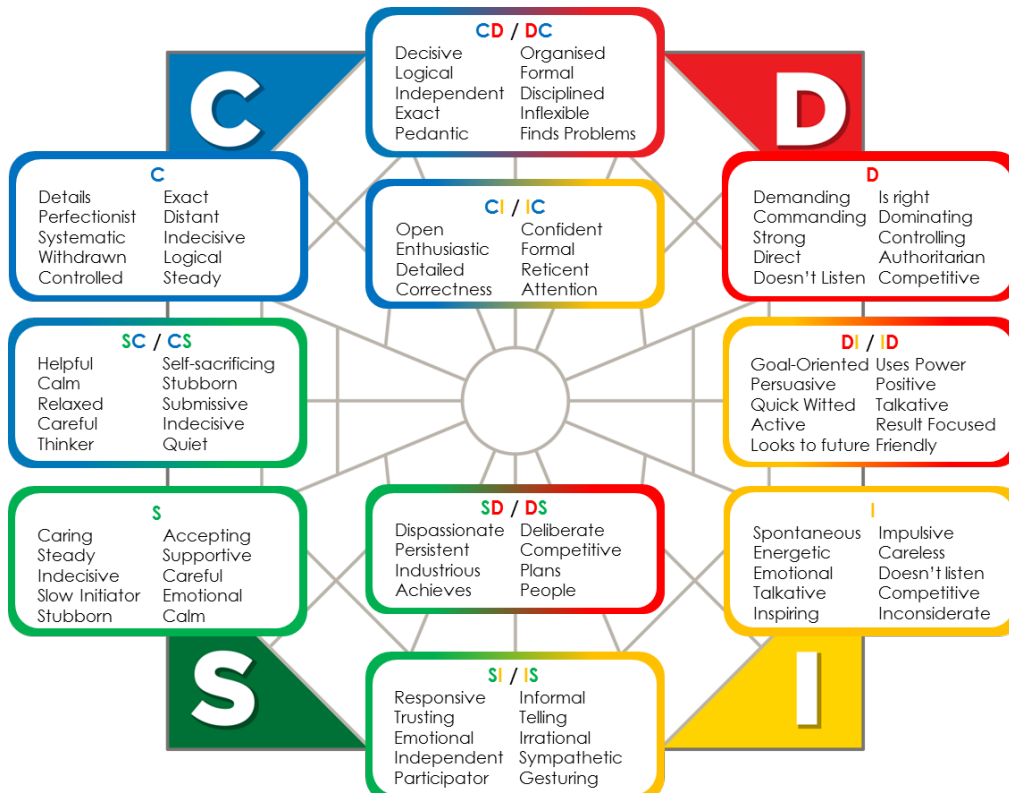 C
D
S
I
CD / DC
Decisive Organised
Logical Formal
Independent Disciplined
Exact Inflexible
Pedantic Finds Problems
C
Details Exact
Perfectionist Distant
Systematic Indecisive
Withdrawn Logical
Controlled Steady
CI / IC
Open Confident
Enthusiastic Formal
Detailed Reticent
Correctness Attention
D
Demanding Is right
Commanding Dominating
Strong Controlling
Direct Authoritarian
Doesn't Listen Competitive
SC / CS
Helpful Self-sacrificing
Calm Stubborn
Relaxed Submissive
Careful Indecisive
Thinker Quiet
DI / ID
Goal-Oriented Uses Power
Persuasive Positive
Quick Witted Talkative
Active Result Focused
Looks to future Friendly
S
Caring Accepting
Steady Supportive
Indecisive Careful
Slow Initiator Emotional
Stubborn Calm
SD / DS
Dispassionate Deliberate
Persistent Competitive
Industrious Plans
Achieves People
I
Spontaneous Impulsive
Energetic Careless
Emotional Doesn't listen
Talkative Competitive
Inspiring Inconsiderate
SI / IS
Responsive Informal
Trusting Telling
Emotional Irrational
Independent Sympathetic
Participator Gesturing